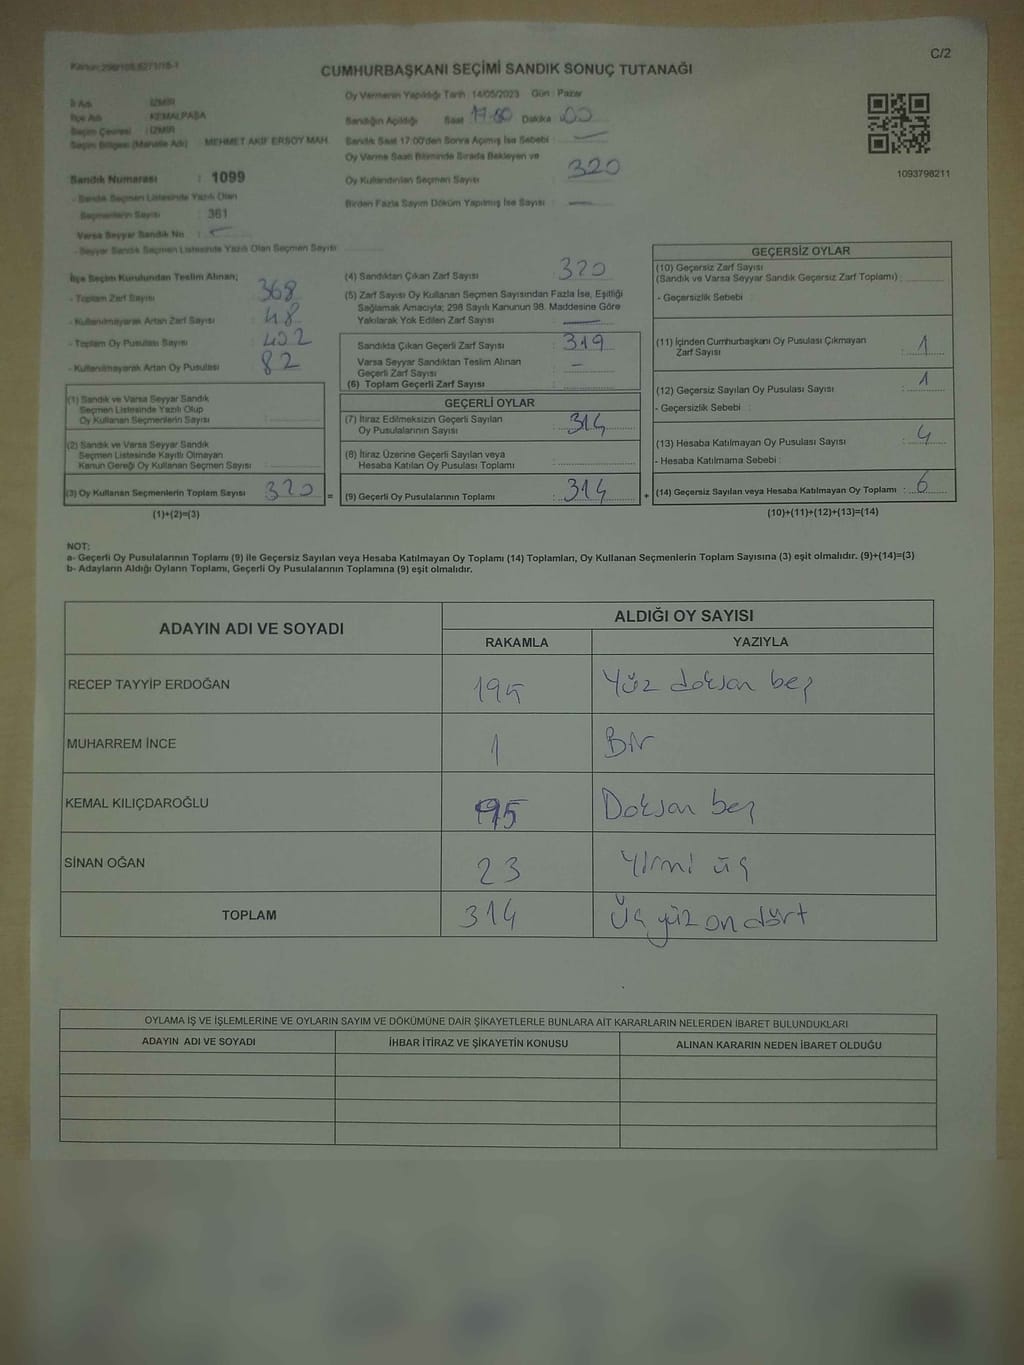 C/2
Kanun: 298/105,6271/18-1
CUMHURBAŞKANI SEÇİMİ SANDIK SONUÇ TUTANAĞI
Oy Vermenin Yapıldığı Tarih : 14/05/2023 Gün : Pazar
İl Adı : İZMİR
İlçe Adı : KEMALPAŞA
Seçim Çevresi : İZMİR
Seçim Bölgesi (Mahalle Adı) : MEHMET AKİF ERSOY MAH.
Sandığın Açıldığı Saat 17:00 Dakika :00
Sandık Saat 17:00'den Sonra Açılmış İse Sebebi : —
Oy Verme Saati Bitiminde Sırada Bekleyen ve
Oy Kullandırılan Seçmen Sayısı : 320
Birden Fazla Sayım Döküm Yapılmış İse Sayısı : —
1093798211
Sandık Numarası : 1099
- Sandık Seçmen Listesinde Yazılı Olan
Seçmenlerin Sayısı : 361
Varsa Seyyar Sandık No : —
- Seyyar Sandık Seçmen Listesinde Yazılı Olan Seçmen Sayısı :
İlçe Seçim Kurulundan Teslim Alınan;
- Toplam Zarf Sayısı : 368
- Kullanılmayarak Artan Zarf Sayısı : 48
- Toplam Oy Pusulası Sayısı : 402
- Kullanılmayarak Artan Oy Pusulası : 82
(1) Sandık ve Varsa Seyyar Sandık
Seçmen Listesinde Yazılı Olup
Oy Kullanan Seçmenlerin Sayısı :
(2) Sandık ve Varsa Seyyar Sandık
Seçmen Listesinde Kayıtlı Olmayan
Kanun Gereği Oy Kullanan Seçmen Sayısı :
(3) Oy Kullanan Seçmenlerin Toplam Sayısı : 320 =
(1)+(2)=(3)
(4) Sandıktan Çıkan Zarf Sayısı : 320
(5) Zarf Sayısı Oy Kullanan Seçmen Sayısından Fazla İse, Eşitliği
Sağlamak Amacıyla; 298 Sayılı Kanunun 98. Maddesine Göre
Yakılarak Yok Edilen Zarf Sayısı : —
Sandıkta Çıkan Geçerli Zarf Sayısı : 319
Varsa Seyyar Sandıktan Teslim Alınan
Geçerli Zarf Sayısı : —
(6) Toplam Geçerli Zarf Sayısı :
GEÇERLİ OYLAR
(7) İtiraz Edilmeksizin Geçerli Sayılan
Oy Pusulalarının Sayısı : 314
(8) İtiraz Üzerine Geçerli Sayılan veya
Hesaba Katılan Oy Pusulası Toplamı :
(9) Geçerli Oy Pusulalarının Toplamı : 314 +
GEÇERSİZ OYLAR
(10) Geçersiz Zarf Sayısı
(Sandık ve Varsa Seyyar Sandık Geçersiz Zarf Toplamı) :
- Geçersizlik Sebebi :
(11) İçinden Cumhurbaşkanı Oy Pusulası Çıkmayan
Zarf Sayısı : 1
(12) Geçersiz Sayılan Oy Pusulası Sayısı : 1
- Geçersizlik Sebebi :
(13) Hesaba Katılmayan Oy Pusulası Sayısı : 4
- Hesaba Katılmama Sebebi :
(14) Geçersiz Sayılan veya Hesaba Katılmayan Oy Toplamı : 6
(10)+(11)+(12)+(13)=(14)
NOT:
a- Geçerli Oy Pusulalarının Toplamı (9) ile Geçersiz Sayılan veya Hesaba Katılmayan Oy Toplamı (14) Toplamları, Oy Kullanan Seçmenlerin Toplam Sayısına (3) eşit olmalıdır. (9)+(14)=(3)
b- Adayların Aldığı Oyların Toplamı, Geçerli Oy Pusulalarının Toplamına (9) eşit olmalıdır.
ADAYIN ADI VE SOYADI ALDIĞI OY SAYISI
RAKAMLA YAZIYLA
RECEP TAYYİP ERDOĞAN 195 Yüz doksan beş
MUHARREM İNCE 1 Bir
KEMAL KILIÇDAROĞLU 95 Doksan beş
SİNAN OĞAN 23 Yirmi üç
TOPLAM 314 Üç yüz on dört
OYLAMA İŞ VE İŞLEMLERİNE VE OYLARIN SAYIM VE DÖKÜMÜNE DAİR ŞİKAYETLERLE BUNLARA AİT KARARLARIN NELERDEN İBARET BULUNDUKLARI
ADAYIN ADI VE SOYADI İHBAR İTİRAZ VE ŞİKAYETİN KONUSU ALINAN KARARIN NEDEN İBARET OLDUĞU